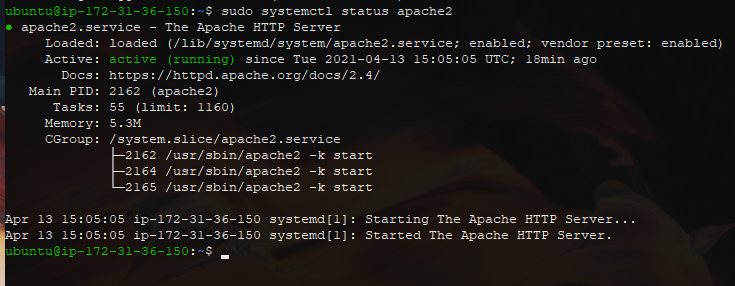 ubuntu@ip-172-31-36-150:~$ sudo systemctl status apache2
● apache2.service - The Apache HTTP Server
     Loaded: loaded (/lib/systemd/system/apache2.service; enabled; vendor preset: enabled)
     Active: active (running) since Tue 2021-04-13 15:05:05 UTC; 18min ago
       Docs: https://httpd.apache.org/docs/2.4/
   Main PID: 2162 (apache2)
      Tasks: 55 (limit: 1160)
     Memory: 5.3M
     CGroup: /system.slice/apache2.service
             ├─2162 /usr/sbin/apache2 -k start
             ├─2164 /usr/sbin/apache2 -k start
             └─2165 /usr/sbin/apache2 -k start
Apr 13 15:05:05 ip-172-31-36-150 systemd[1]: Starting The Apache HTTP Server...
Apr 13 15:05:05 ip-172-31-36-150 systemd[1]: Started The Apache HTTP Server.
ubuntu@ip-172-31-36-150:~$